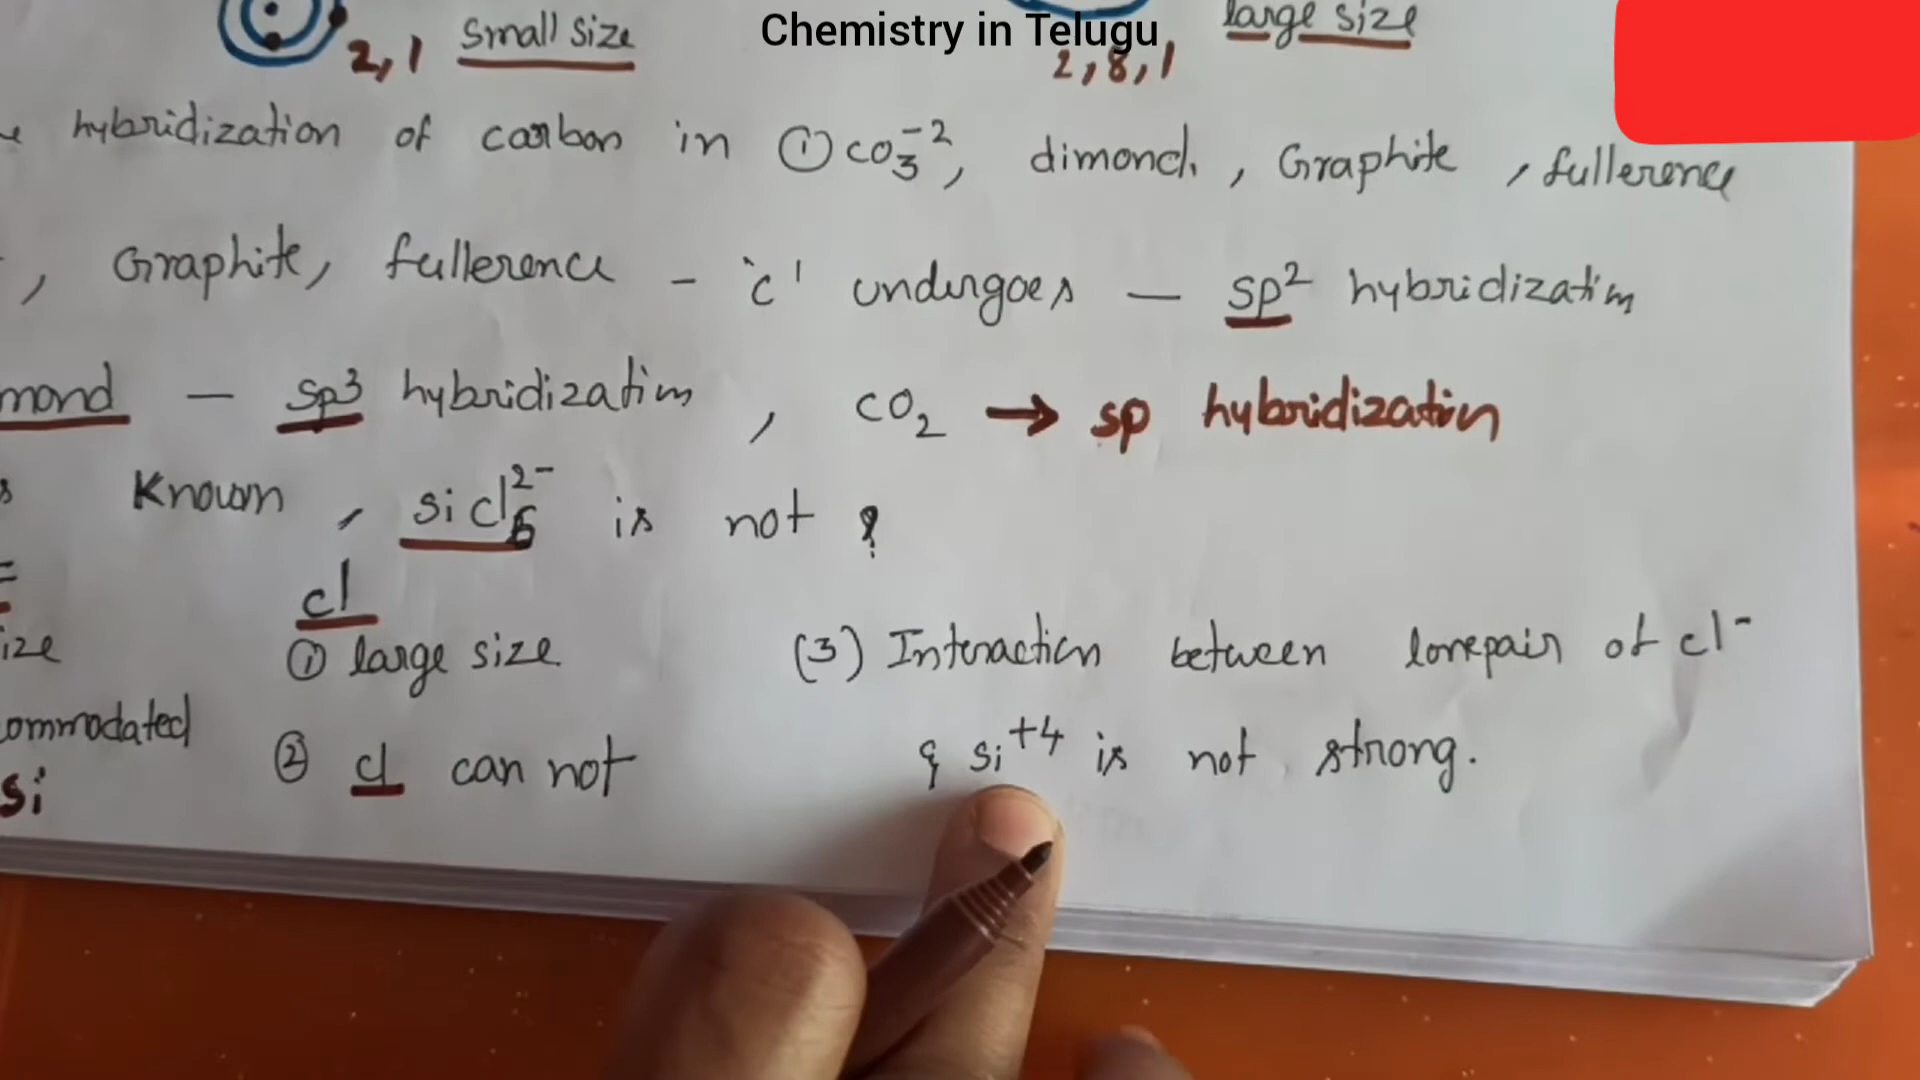 Chemistry in Telugu
2,1 Small size
2,8,1 large size
hybridization of carbon in ① CO3^-2, dimond, Graphite, fullerence
, Graphite, fullerence - 'c' undergoes — sp² hybridization
mond — sp3 hybridization, CO2 → sp hybridization
s Known, sicl6^2- is not ?
cl
ize ① large size (3) Interaction between lonepair of cl-
ommodated ② cl can not & si+4 is not strong.
si